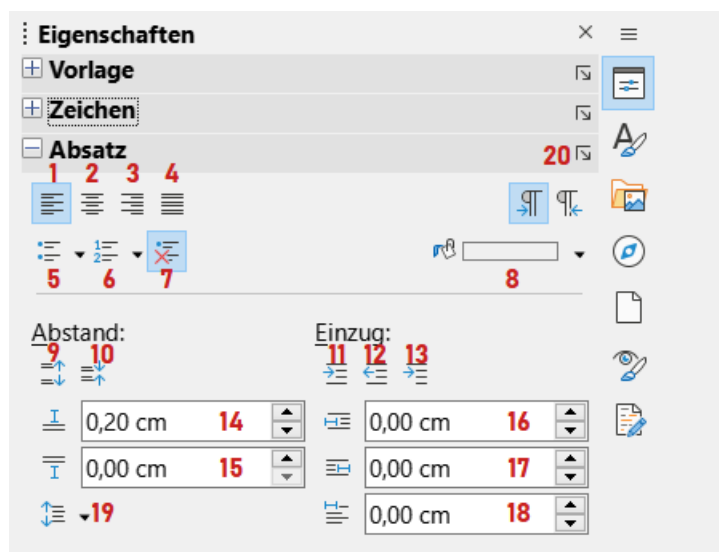 Eigenschaften
Vorlage
Zeichen
Absatz 20
1 2 3 4
5 6 7 8
Abstand: Einzug:
9 10 11 12 13
0,20 cm 14 0,00 cm 16
0,00 cm 15 0,00 cm 17
19 0,00 cm 18